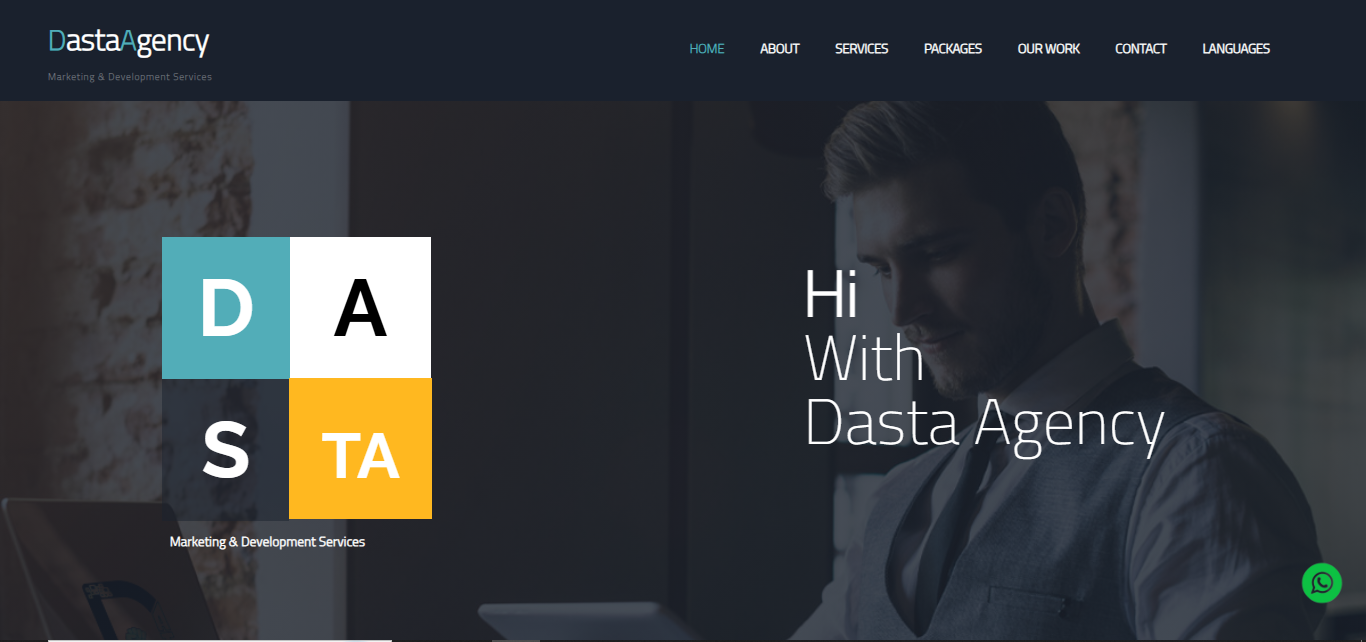 DastaAgency
Marketing & Development Services
HOME ABOUT SERVICES PACKAGES OUR WORK CONTACT LANGUAGES
D A
S TA
Marketing & Development Services
Hi
With
Dasta Agency